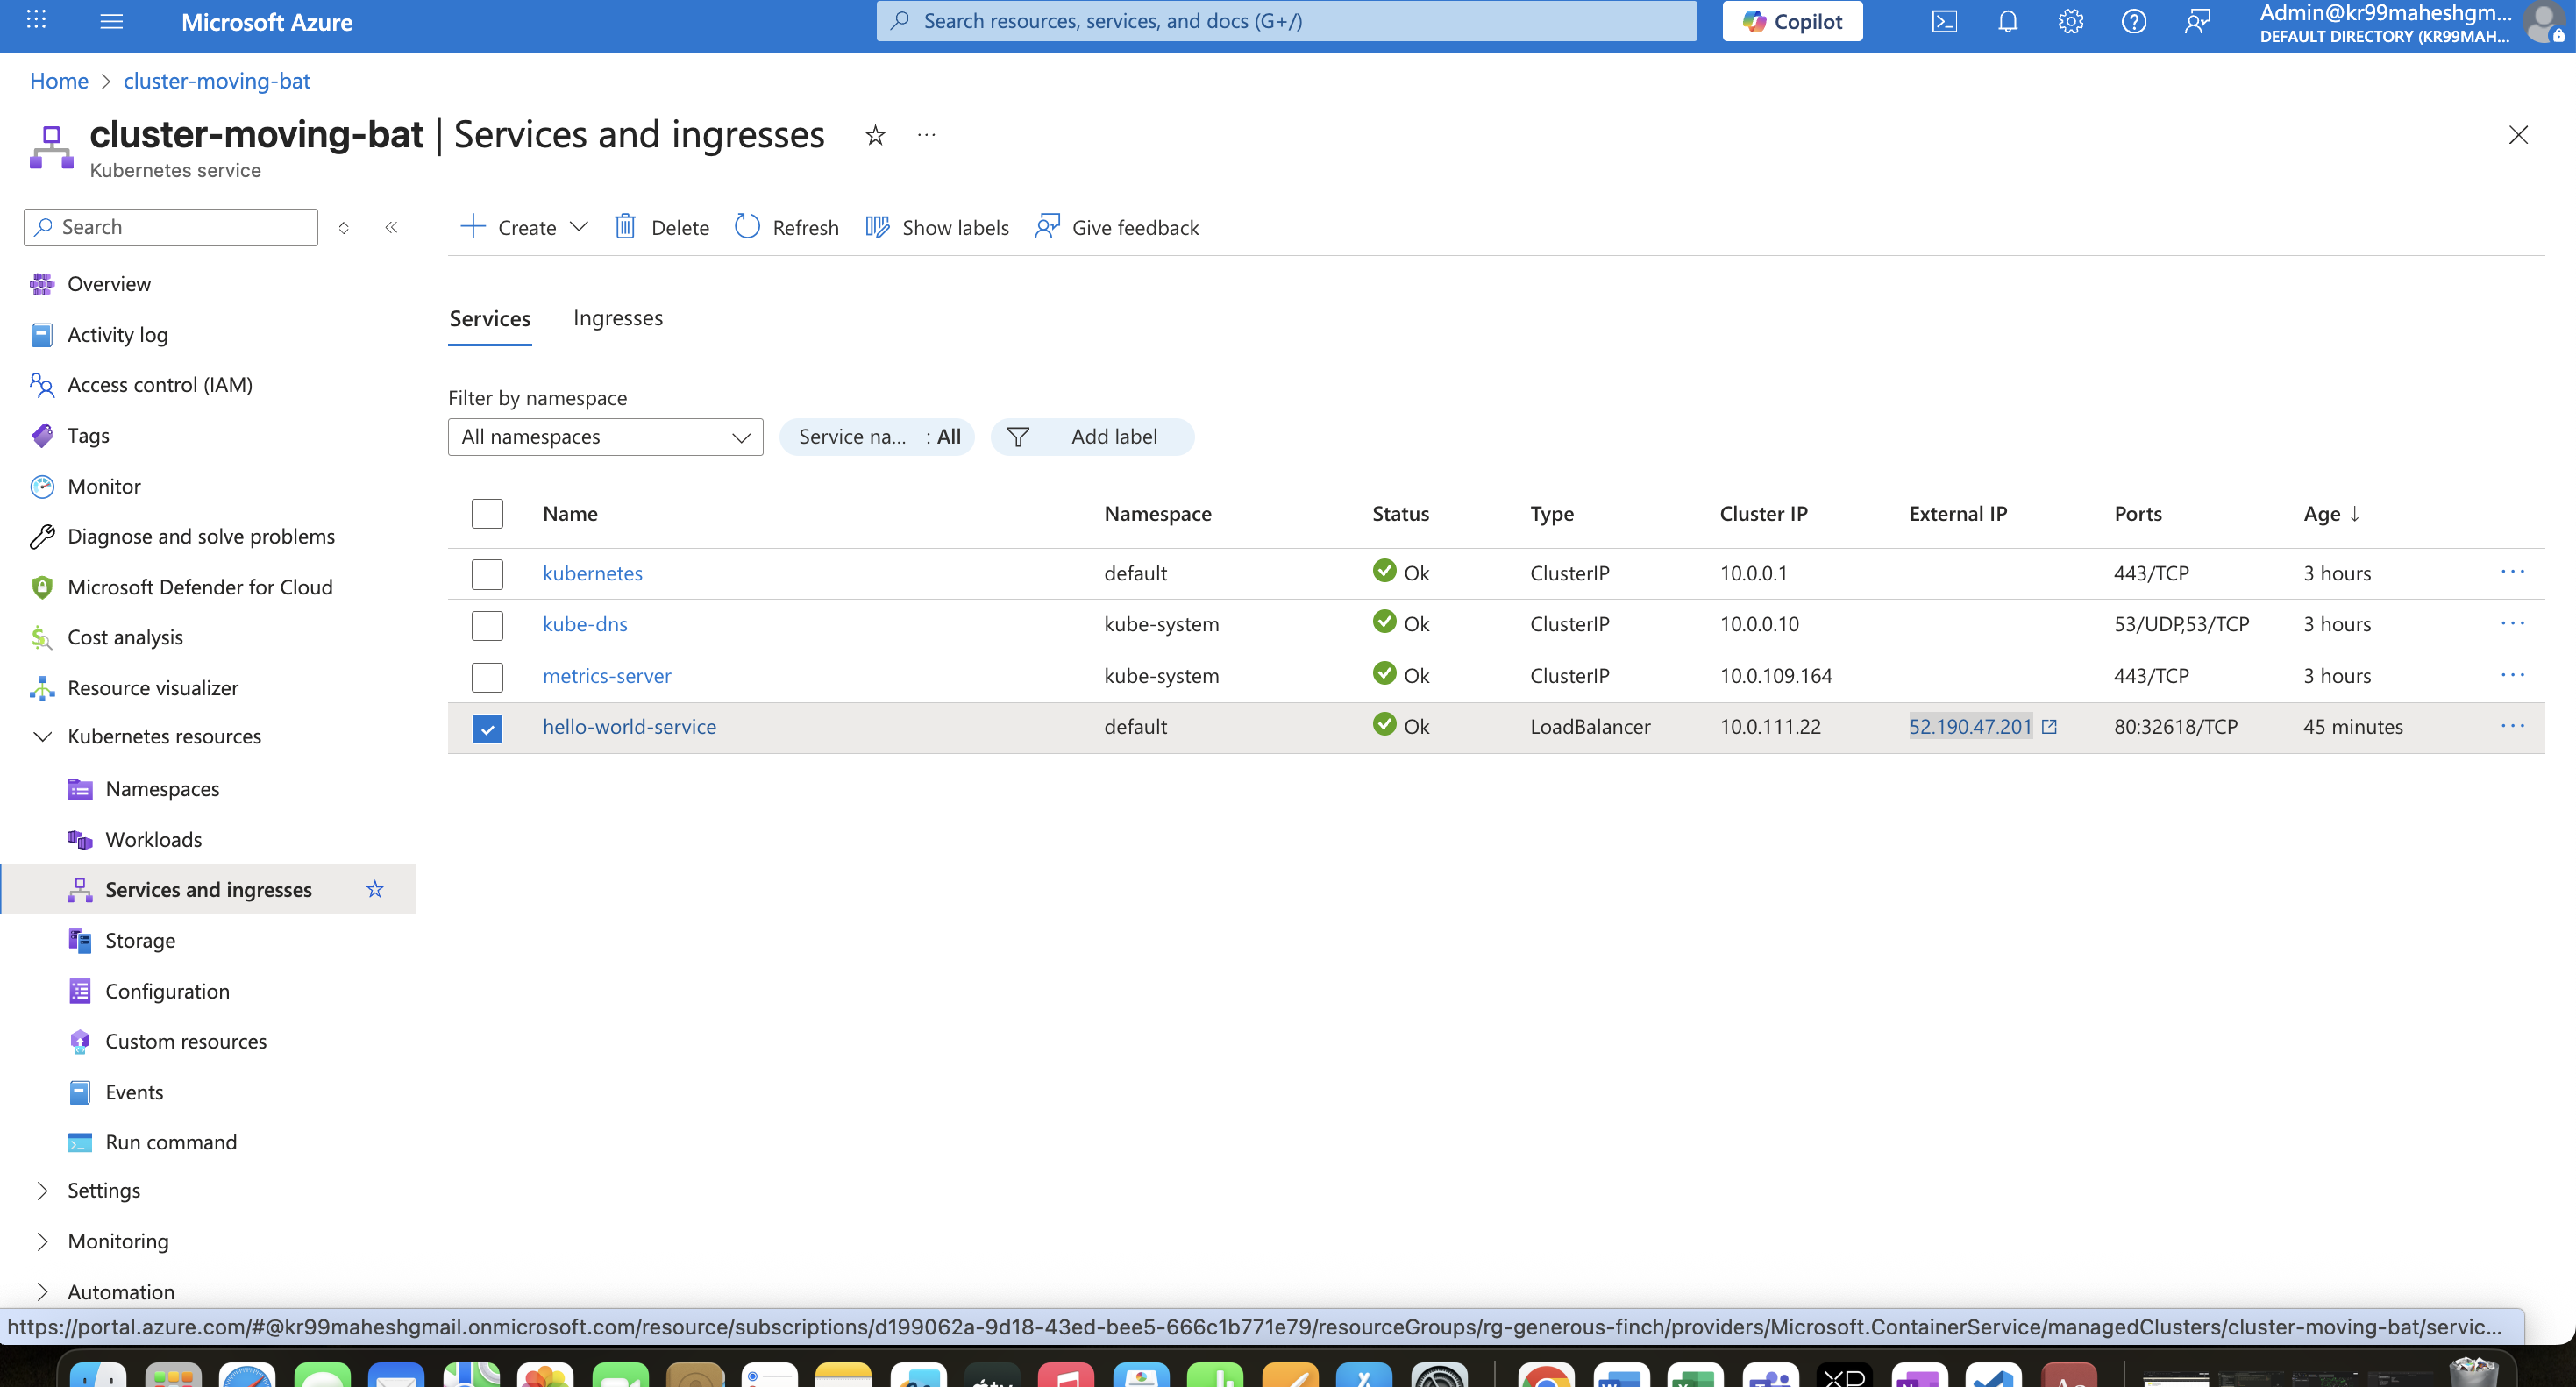 Microsoft Azure
Search resources, services, and docs (G+/)
Copilot
Admin@kr99maheshgm...
DEFAULT DIRECTORY (KR99MAH...
Home > cluster-moving-bat
cluster-moving-bat | Services and ingresses
Kubernetes service
Search
Create
Delete
Refresh
Show labels
Give feedback
Overview
Activity log
Access control (IAM)
Tags
Monitor
Diagnose and solve problems
Microsoft Defender for Cloud
Cost analysis
Resource visualizer
Kubernetes resources
Namespaces
Workloads
Services and ingresses
Storage
Configuration
Custom resources
Events
Run command
Settings
Monitoring
Automation
Services Ingresses
Filter by namespace
All namespaces
Service na... : All
Add label
Name Namespace Status Type Cluster IP External IP Ports Age ↓
kubernetes default Ok ClusterIP 10.0.0.1 443/TCP 3 hours
kube-dns kube-system Ok ClusterIP 10.0.0.10 53/UDP,53/TCP 3 hours
metrics-server kube-system Ok ClusterIP 10.0.109.164 443/TCP 3 hours
hello-world-service default Ok LoadBalancer 10.0.111.22 52.190.47.201 80:32618/TCP 45 minutes
https://portal.azure.com/#@kr99maheshgmail.onmicrosoft.com/resource/subscriptions/d199062a-9d18-43ed-bee5-666c1b771e79/resourceGroups/rg-generous-finch/providers/Microsoft.ContainerService/managedClusters/cluster-moving-bat/servic...